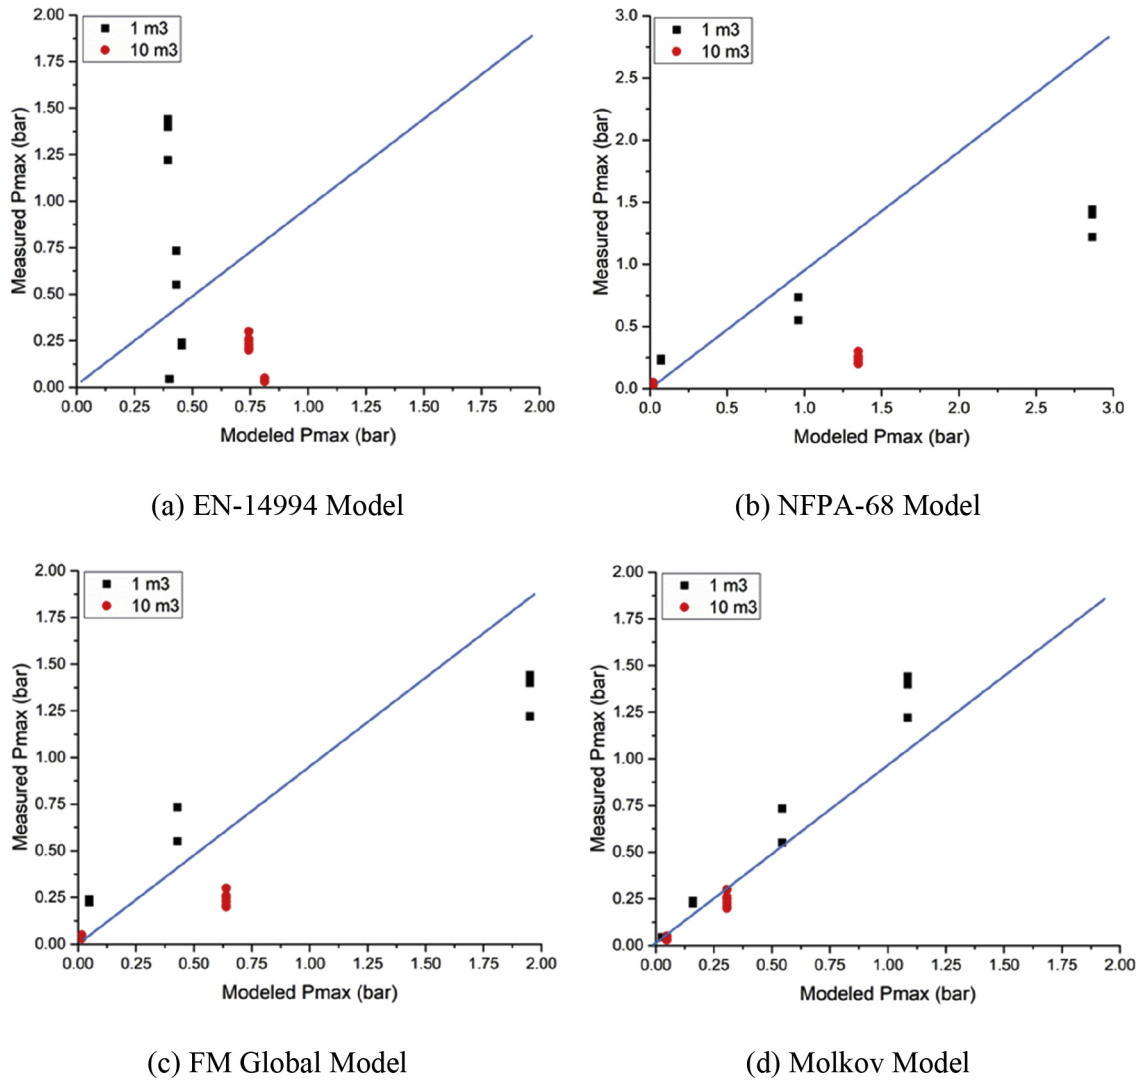 2.00
1.75
1.50
1.25
1.00
0.75
0.50
0.25
0.00
Measured Pmax (bar)
1 m3
10 m3
0.00 0.25 0.50 0.75 1.00 1.25 1.50 1.75 2.00
Modeled Pmax (bar)
(a) EN-14994 Model
3.0
2.5
2.0
1.5
1.0
0.5
0.0
Measured Pmax (bar)
1 m3
10 m3
0.0 0.5 1.0 1.5 2.0 2.5 3.0
Modeled Pmax (bar)
(b) NFPA-68 Model
2.00
1.75
1.50
1.25
1.00
0.75
0.50
0.25
0.00
Measured Pmax (bar)
1 m3
10 m3
0.00 0.25 0.50 0.75 1.00 1.25 1.50 1.75 2.00
Modeled Pmax (bar)
(c) FM Global Model
2.00
1.75
1.50
1.25
1.00
0.75
0.50
0.25
0.00
Measured Pmax (bar)
1 m3
10 m3
0.00 0.25 0.50 0.75 1.00 1.25 1.50 1.75 2.00
Modeled Pmax (bar)
(d) Molkov Model